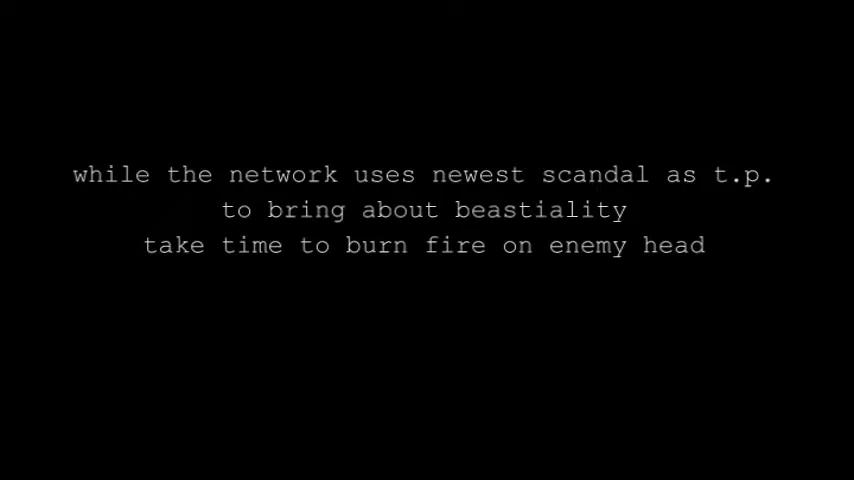 while the network uses newest scandal as t.p.
to bring about beastiality
take time to burn fire on enemy head